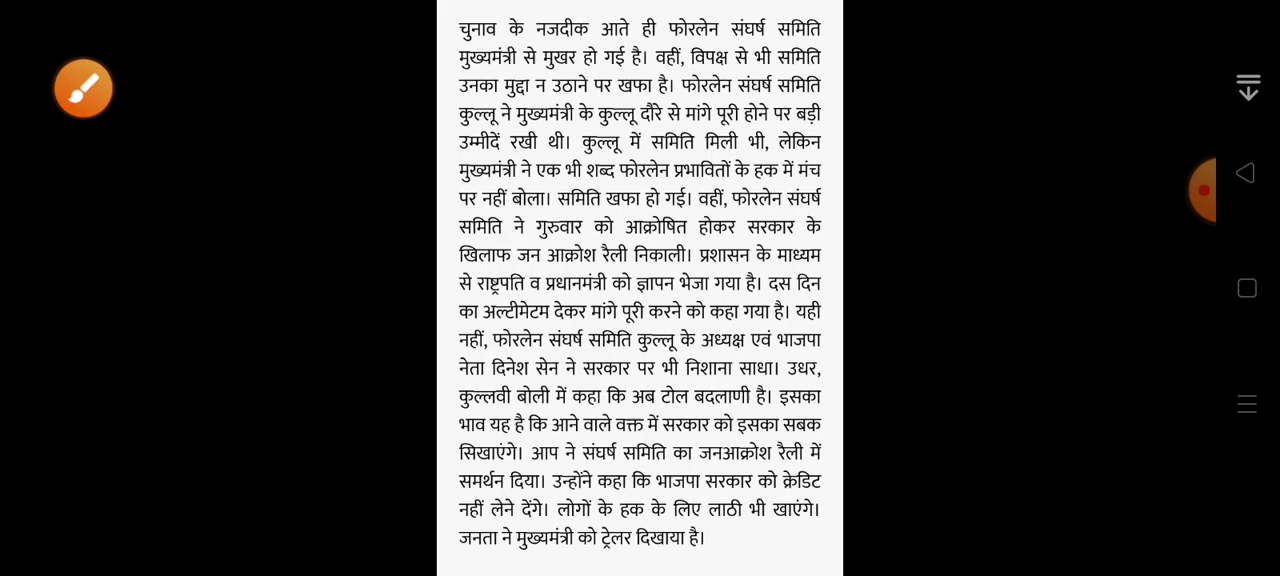 चुनाव के नजदीक आते ही फोरलेन संघर्ष समिति
मुख्यमंत्री से मुखर हो गई है। वहीं, विपक्ष से भी समिति
उनका मुद्दा न उठाने पर खफा है। फोरलेन संघर्ष समिति
कुल्लू ने मुख्यमंत्री के कुल्लू दौरे से मांगे पूरी होने पर बड़ी
उम्मीदें रखी थी। कुल्लू में समिति मिली भी, लेकिन
मुख्यमंत्री ने एक भी शब्द फोरलेन प्रभावितों के हक में मंच
पर नहीं बोला। समिति खफा हो गई। वहीं, फोरलेन संघर्ष
समिति ने गुरुवार को आक्रोषित होकर सरकार के
खिलाफ जन आक्रोश रैली निकाली। प्रशासन के माध्यम
से राष्ट्रपति व प्रधानमंत्री को ज्ञापन भेजा गया है। दस दिन
का अल्टीमेटम देकर मांगे पूरी करने को कहा गया है। यही
नहीं, फोरलेन संघर्ष समिति कुल्लू के अध्यक्ष एवं भाजपा
नेता दिनेश सेन ने सरकार पर भी निशाना साधा। उधर,
कुल्लवी बोली में कहा कि अब टोल बदलाणी है। इसका
भाव यह है कि आने वाले वक्त में सरकार को इसका सबक
सिखाएंगे। आप ने संघर्ष समिति का जनआक्रोश रैली में
समर्थन दिया। उन्होंने कहा कि भाजपा सरकार को क्रेडिट
नहीं लेने देंगे। लोगों के हक के लिए लाठी भी खाएंगे।
जनता ने मुख्यमंत्री को ट्रेलर दिखाया है।